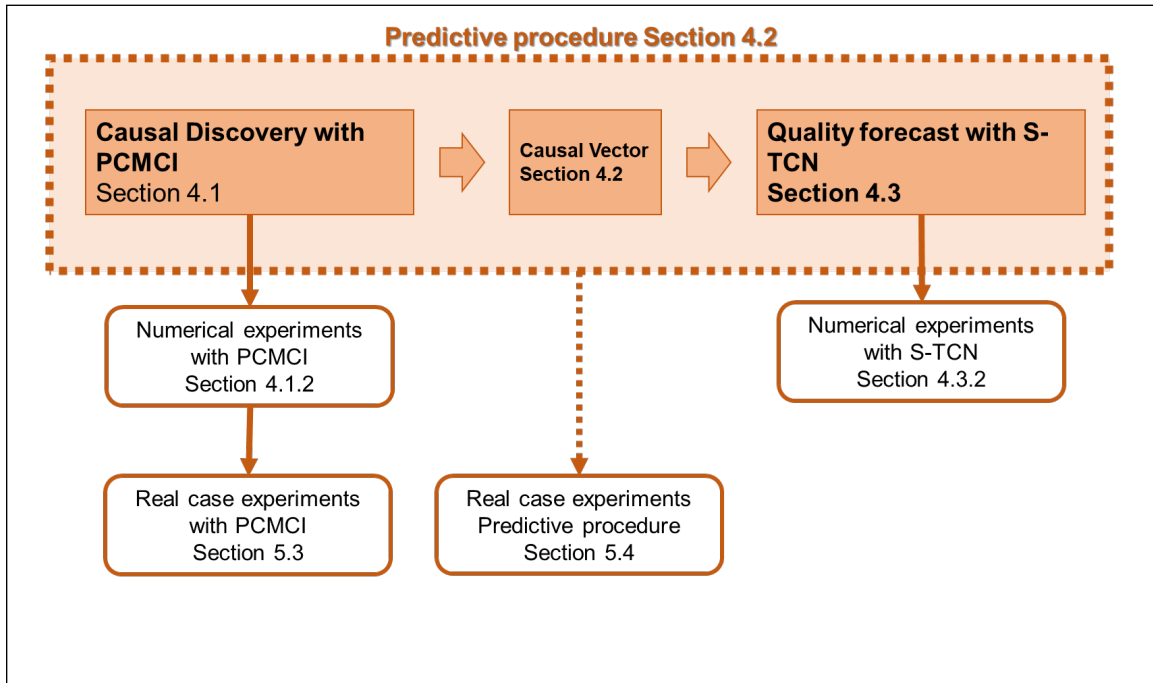 Predictive procedure Section 4.2
Causal Discovery with
PCMCI
Section 4.1
Causal Vector
Section 4.2
Quality forecast with S-
TCN
Section 4.3
Numerical experiments
with PCMCI
Section 4.1.2
Numerical experiments
with S-TCN
Section 4.3.2
Real case experiments
with PCMCI
Section 5.3
Real case experiments
Predictive procedure
Section 5.4